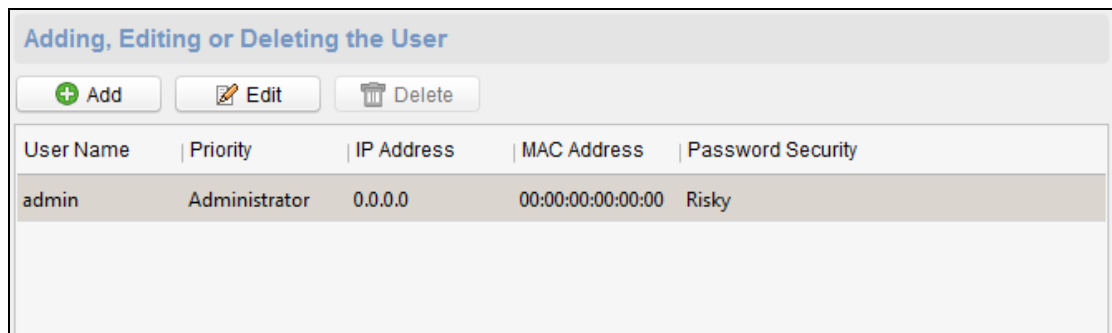 Adding, Editing or Deleting the User
Add Edit Delete
User Name Priority IP Address MAC Address Password Security
admin Administrator 0.0.0.0 00:00:00:00:00:00 Risky